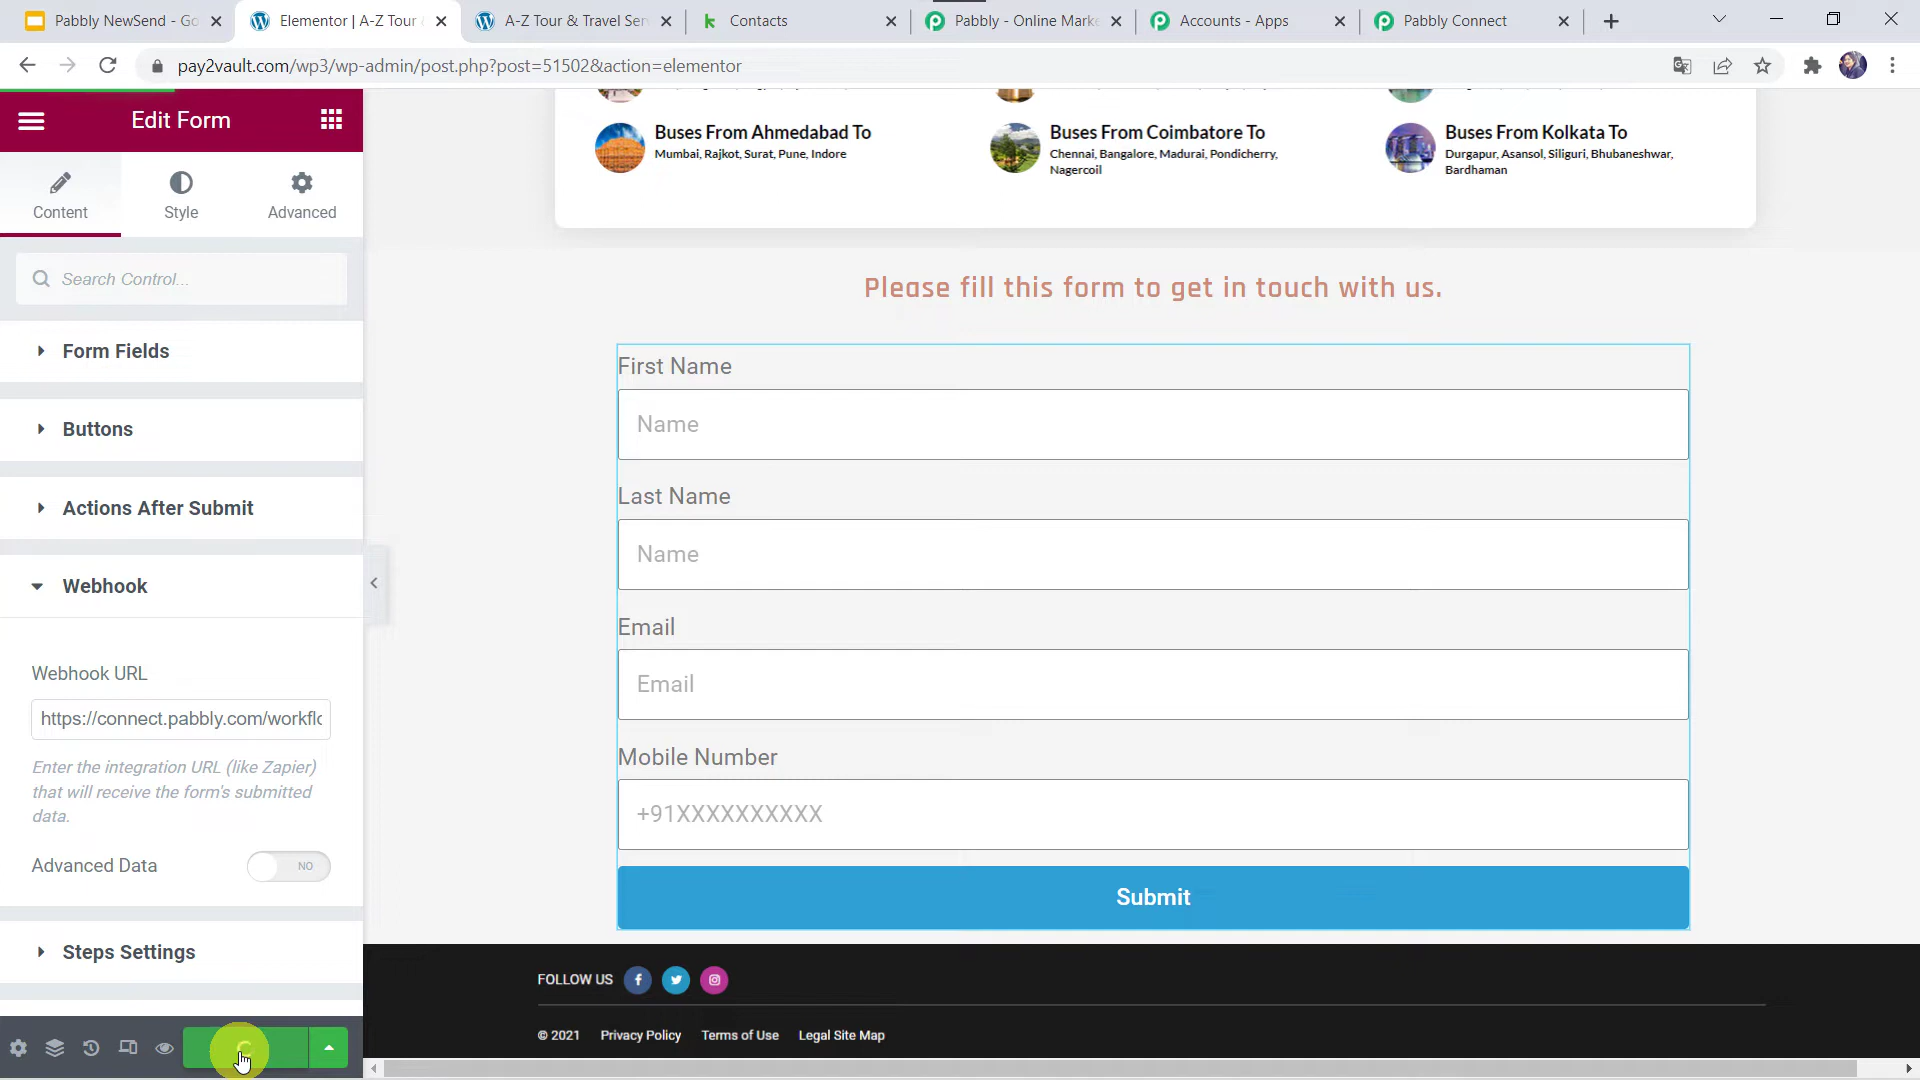 Pabbly NewSend - Go
Elementor | A-Z Tour
A-Z Tour & Travel Ser
Contacts
Pabbly - Online Marke
Accounts - Apps
Pabbly Connect
pay2vault.com/wp3/wp-admin/post.php?post=51502&action=elementor
Edit Form
Content
Style
Advanced
Search Control...
Form Fields
Buttons
Actions After Submit
Webhook
Webhook URL
https://connect.pabbly.com/workflo
Enter the integration URL (like Zapier)
that will receive the form's submitted
data.
Advanced Data
NO
Steps Settings
Buses From Ahmedabad To
Mumbai, Rajkot, Surat, Pune, Indore
Buses From Coimbatore To
Chennai, Bangalore, Madurai, Pondicherry,
Nagercoil
Buses From Kolkata To
Durgapur, Asansol, Siliguri, Bhubaneshwar,
Bardhaman
Please fill this form to get in touch with us.
First Name
Name
Last Name
Name
Email
Email
Mobile Number
+91XXXXXXXXXX
Submit
FOLLOW US
© 2021
Privacy Policy
Terms of Use
Legal Site Map